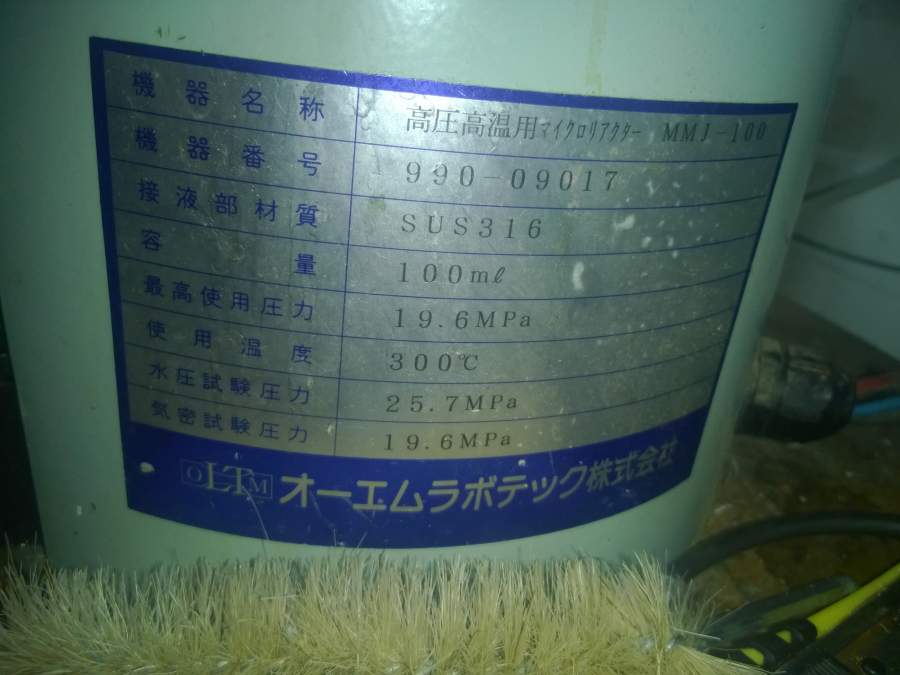 機器名称 高圧高温用マイクロリアクター MMJ-100
機器番号 990-09017
接液部材質 SUS316
容量 100mℓ
最高使用圧力 19.6MPa
使用温度 300℃
水圧試験圧力 25.7MPa
気密試験圧力 19.6MPa
OLTM オーエムラボテック株式会社